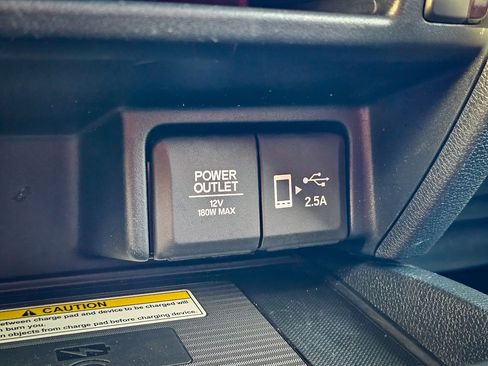 POWER
OUTLET
12V
180W MAX
2.5A
CAUTION
between charge pad and device to be charged will
burn you.
objects from charge pad before charging device.